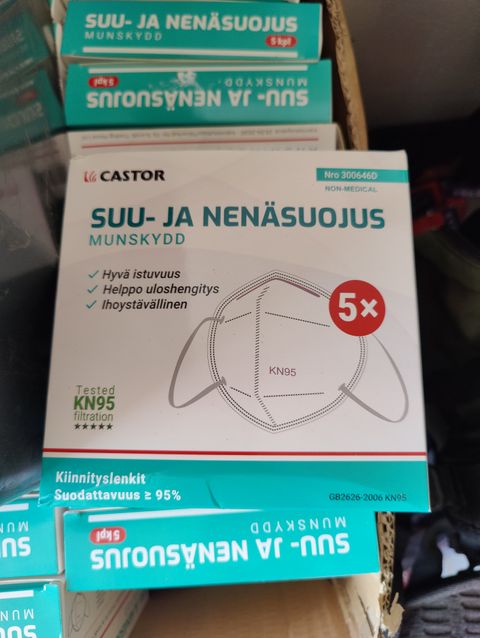 SUU- JA NENÄSUOJUS
MUNSKYDD
5 kpl
MUNSKYDD
5 kpl
SUU- JA NENÄSUOJUS
CASTOR
Nro 300646D
NON-MEDICAL
SUU- JA NENÄSUOJUS
MUNSKYDD
✓ Hyvä istuvuus
✓ Helppo uloshengitys
✓ Ihoystävällinen
5x
KN95
Tested
KN95
filtration
★★★★★
Kiinnityslenkit
Suodattavuus ≥ 95%
GB2626-2006 KN95
5 kpl
MUNSKYDD
SUU- JA NENÄSUOJUS